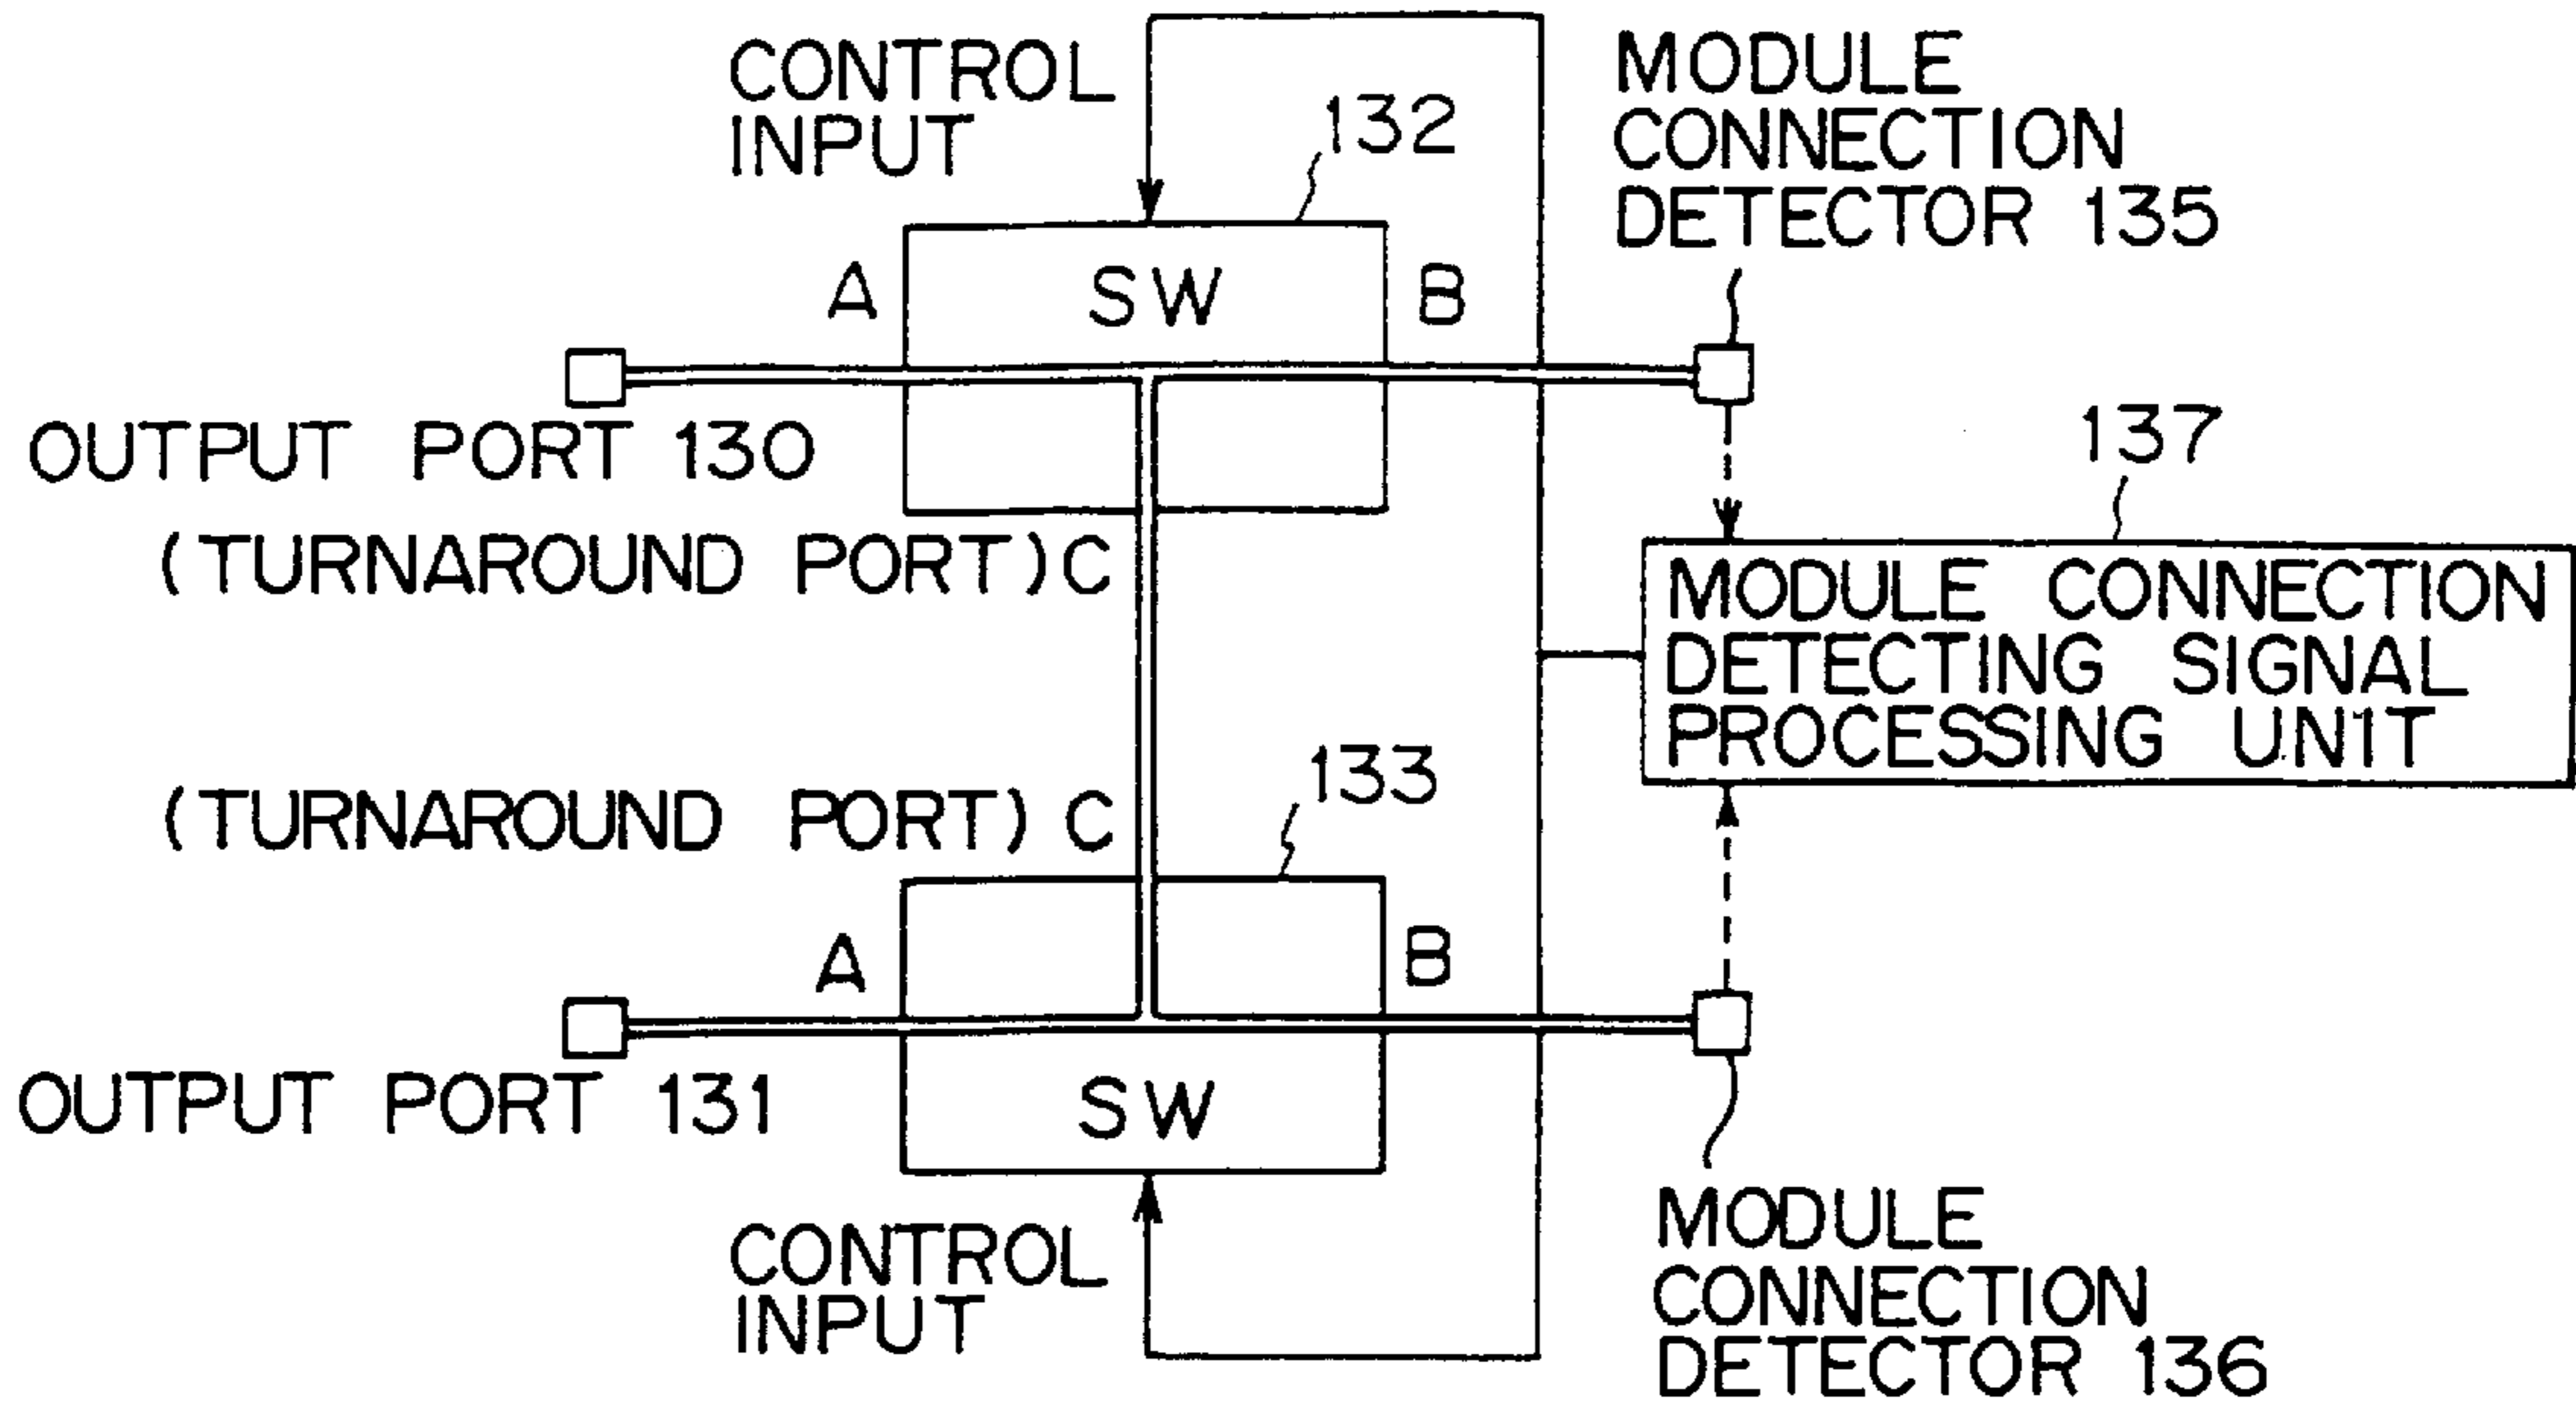 CONTROL
INPUT
132
MODULE
CONNECTION
DETECTOR 135
A
SW
B
OUTPUT PORT 130
137
(TURNAROUND PORT) C
MODULE CONNECTION
DETECTING SIGNAL
PROCESSING UNIT
(TURNAROUND PORT) C
133
A
B
OUTPUT PORT 131
SW
CONTROL
INPUT
MODULE
CONNECTION
DETECTOR 136